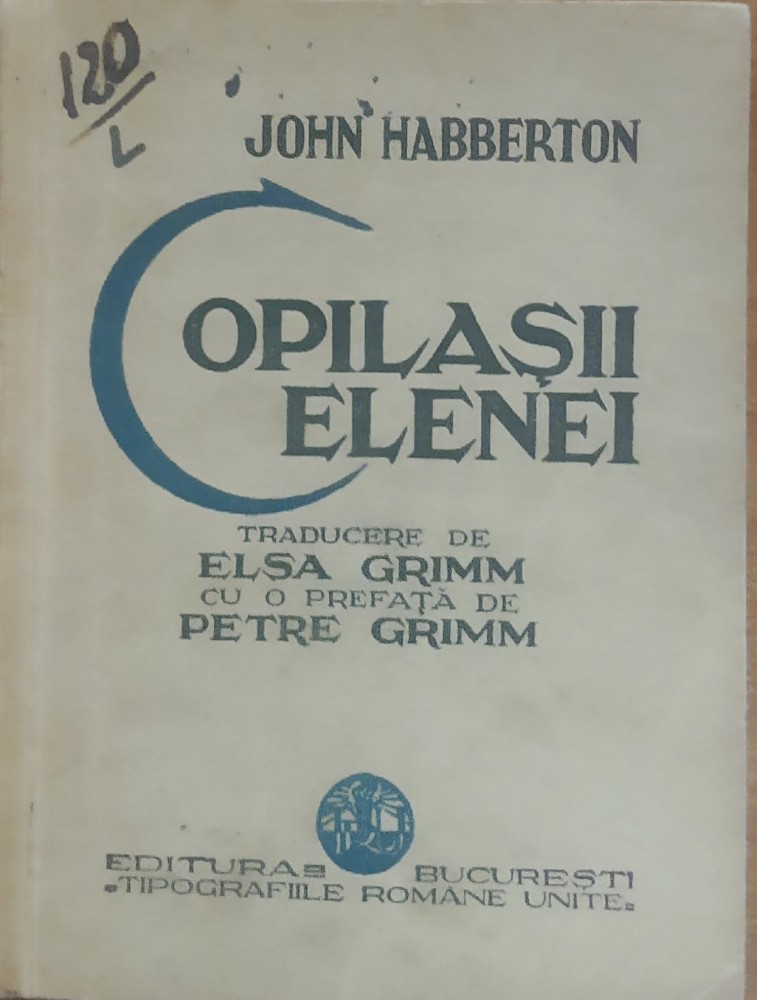 120
L
JOHN HABBERTON
COPILAȘII
ELENEI
TRADUCERE DE
ELSA GRIMM
CU O PREFAȚĂ DE
PETRE GRIMM
TRU
EDITURA BUCUREȘTI
"TIPOGRAFIILE ROMÂNE UNITE"